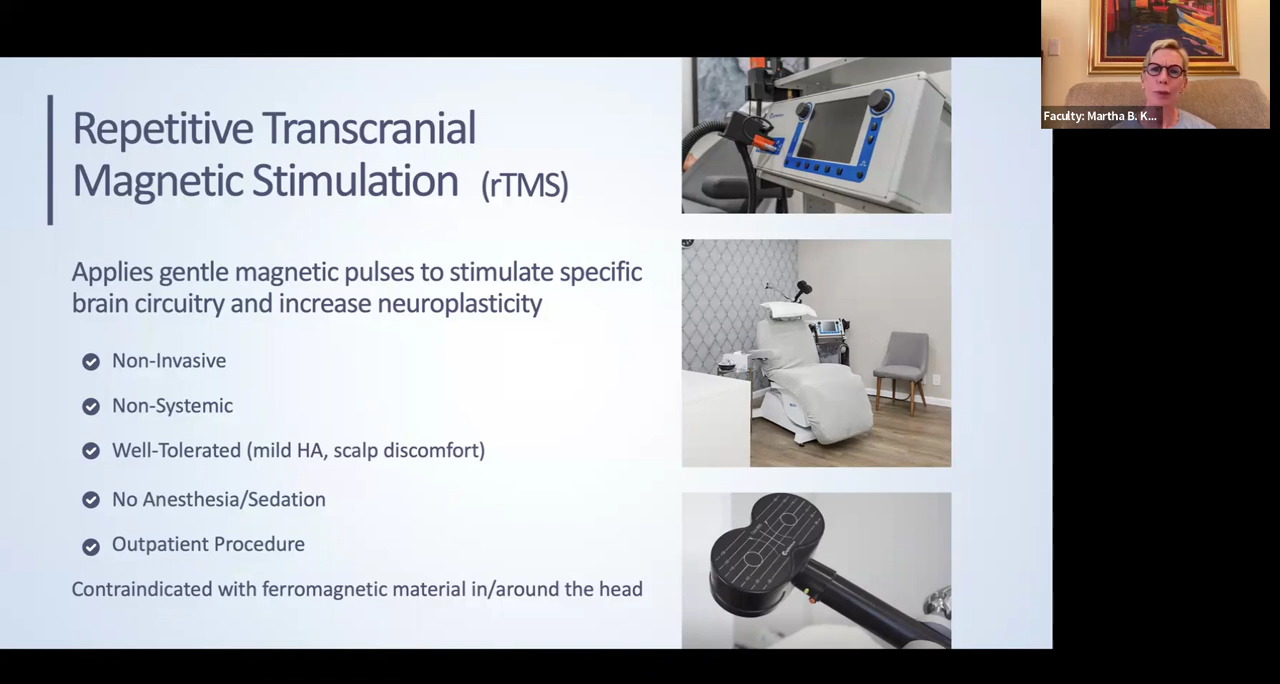 Repetitive Transcranial
Magnetic Stimulation (rTMS)
Applies gentle magnetic pulses to stimulate specific
brain circuitry and increase neuroplasticity
Non-Invasive
Non-Systemic
Well-Tolerated (mild HA, scalp discomfort)
No Anesthesia/Sedation
Outpatient Procedure
Contraindicated with ferromagnetic material in/around the head
Faculty: Martha B. K...